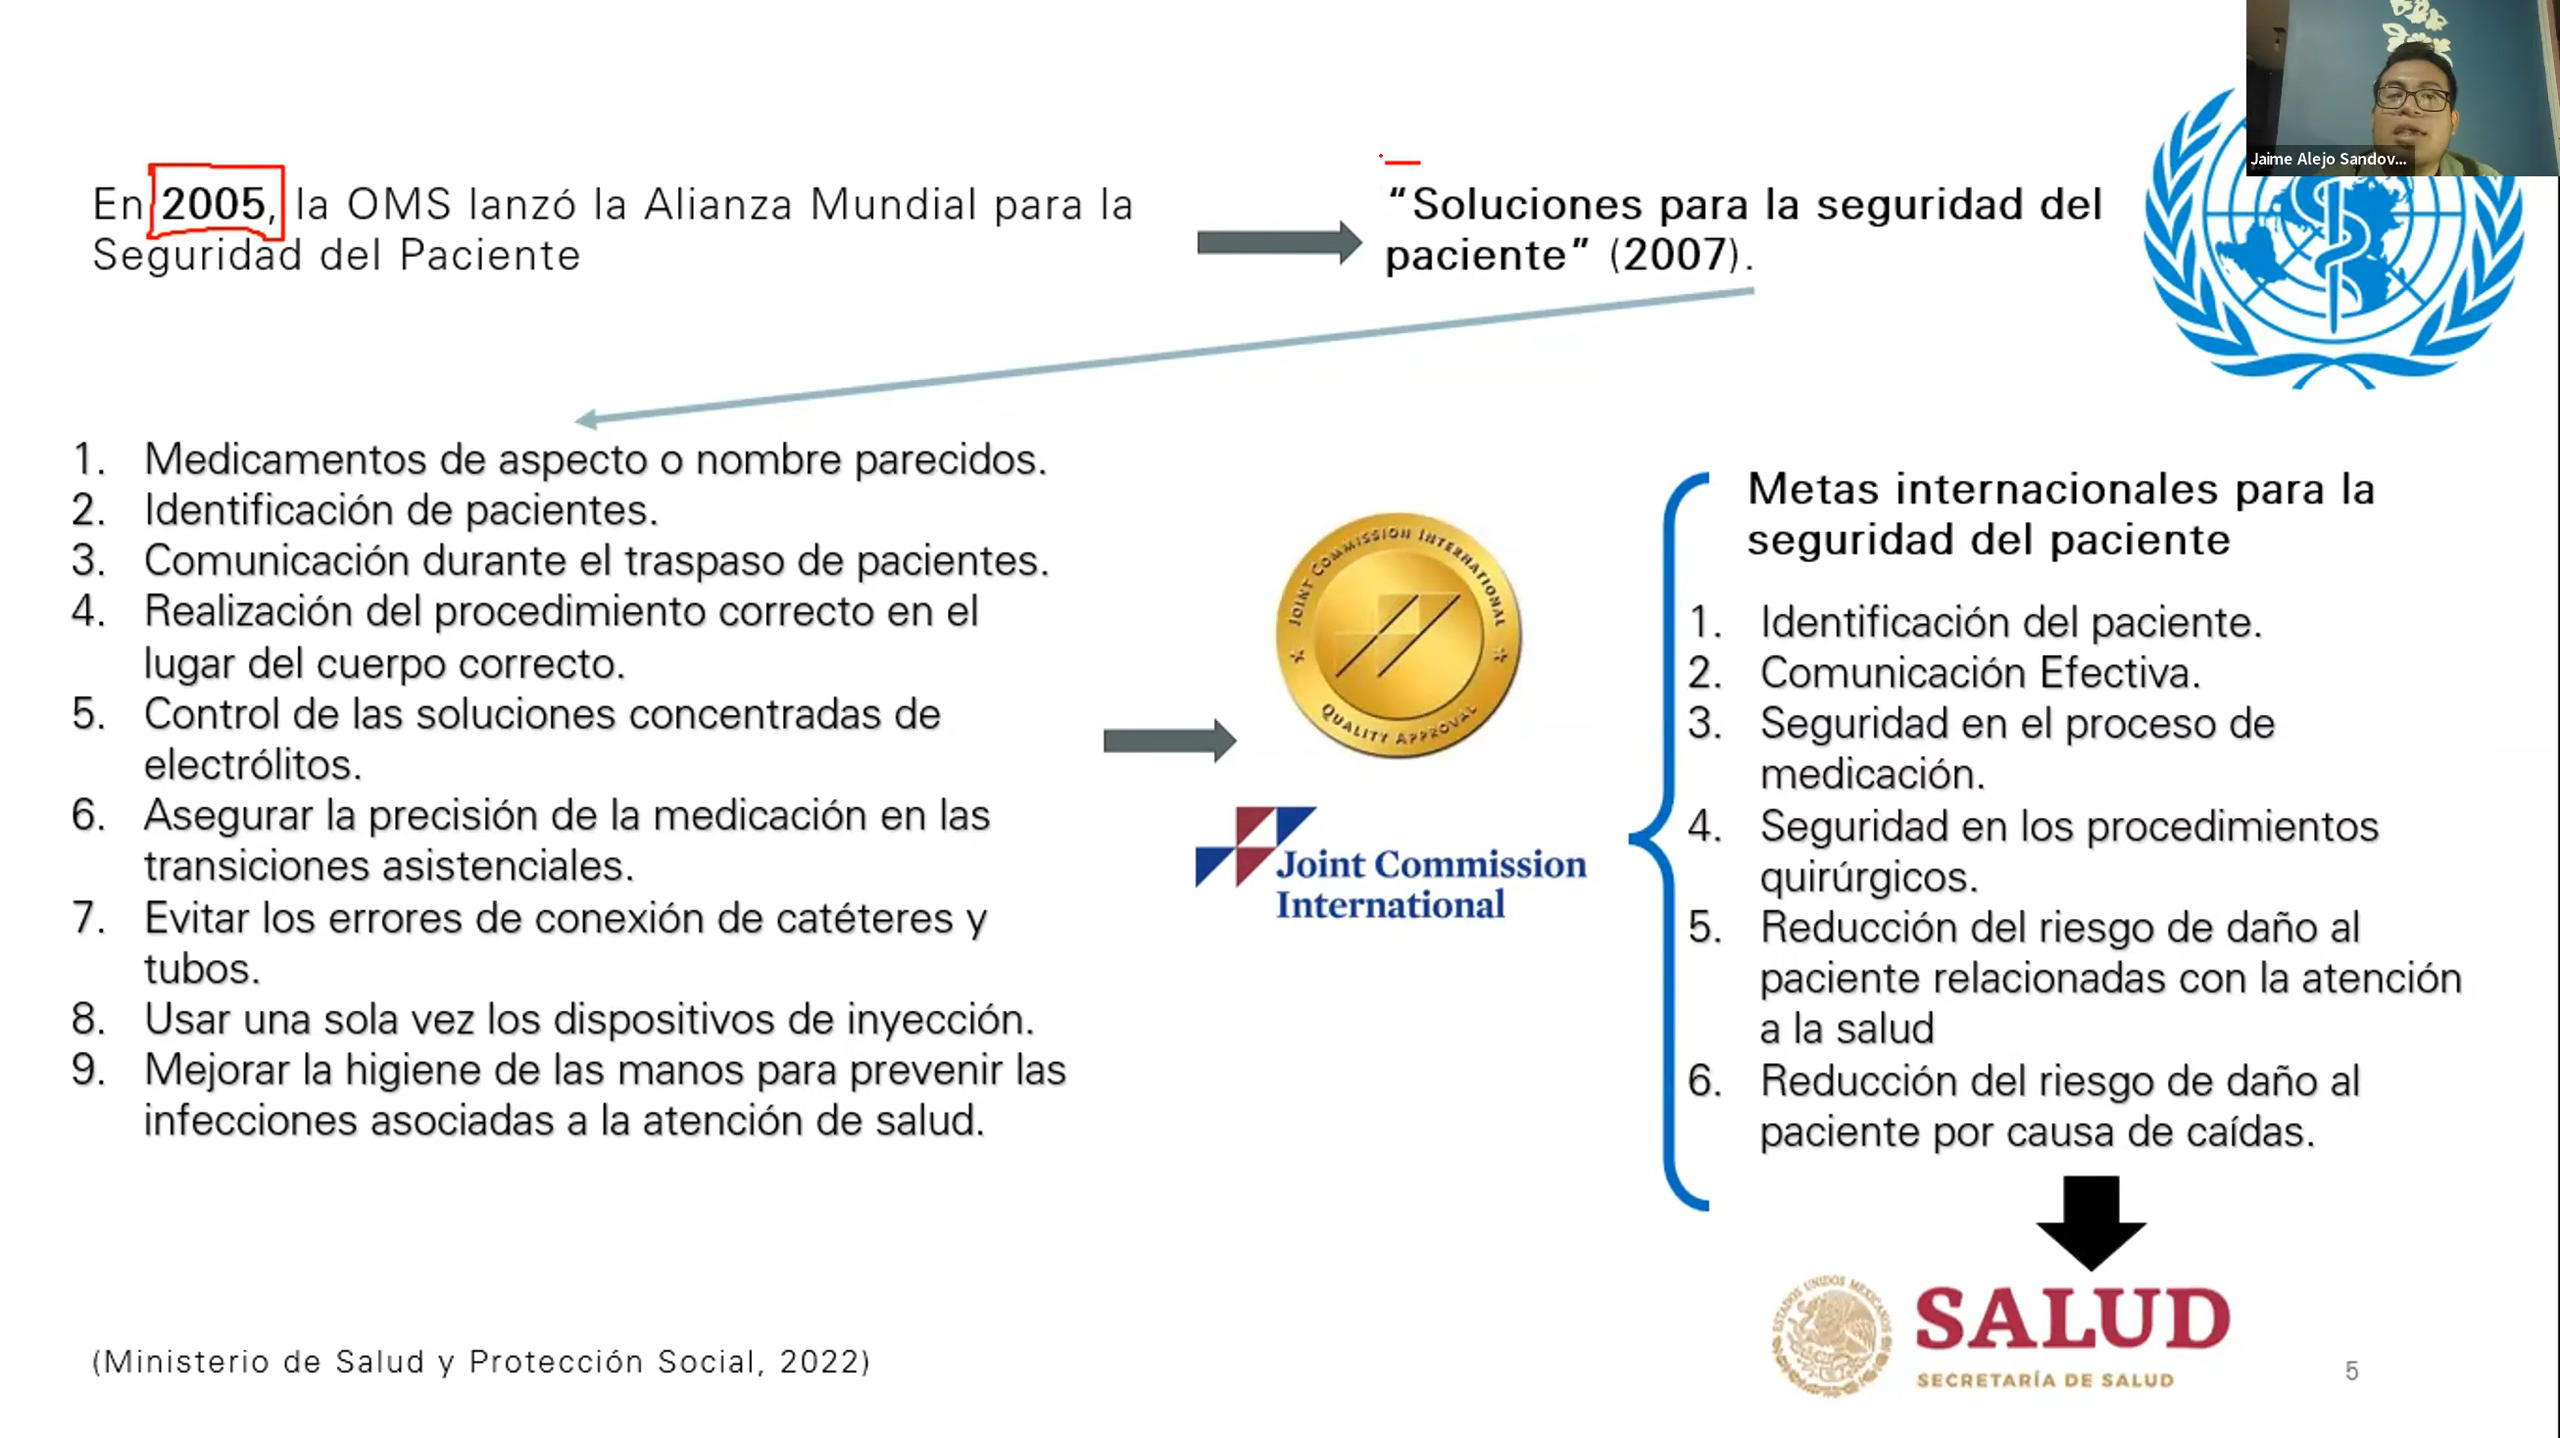 En 2005, la OMS lanzó la Alianza Mundial para la
Seguridad del Paciente
“Soluciones para la seguridad del
paciente” (2007).
Jaime Alejo Sandov...
1. Medicamentos de aspecto o nombre parecidos.
2. Identificación de pacientes.
3. Comunicación durante el traspaso de pacientes.
4. Realización del procedimiento correcto en el
lugar del cuerpo correcto.
5. Control de las soluciones concentradas de
electrólitos.
6. Asegurar la precisión de la medicación en las
transiciones asistenciales.
7. Evitar los errores de conexión de catéteres y
tubos.
8. Usar una sola vez los dispositivos de inyección.
9. Mejorar la higiene de las manos para prevenir las
infecciones asociadas a la atención de salud.
JOINT COMMISSION INTERNATIONAL
QUALITY APPROVAL
Joint Commission
International
Metas internacionales para la
seguridad del paciente
1. Identificación del paciente.
2. Comunicación Efectiva.
3. Seguridad en el proceso de
medicación.
4. Seguridad en los procedimientos
quirúrgicos.
5. Reducción del riesgo de daño al
paciente relacionadas con la atención
a la salud
6. Reducción del riesgo de daño al
paciente por causa de caídas.
ESTADOS UNIDOS MEXICANOS
SALUD
SECRETARÍA DE SALUD
(Ministerio de Salud y Protección Social, 2022)
5